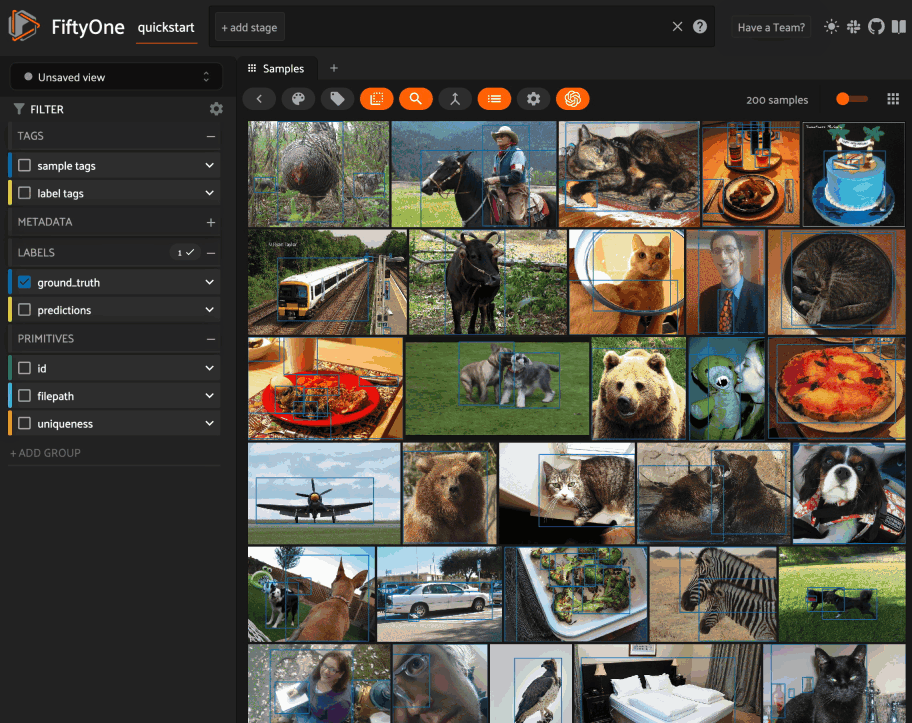 FiftyOne
quickstart
+ add stage
Have a Team?
Unsaved view
Samples
+
FILTER
200 samples
TAGS
sample tags
label tags
METADATA
LABELS
1
ground_truth
predictions
PRIMITIVES
id
filepath
uniqueness
+ ADD GROUP